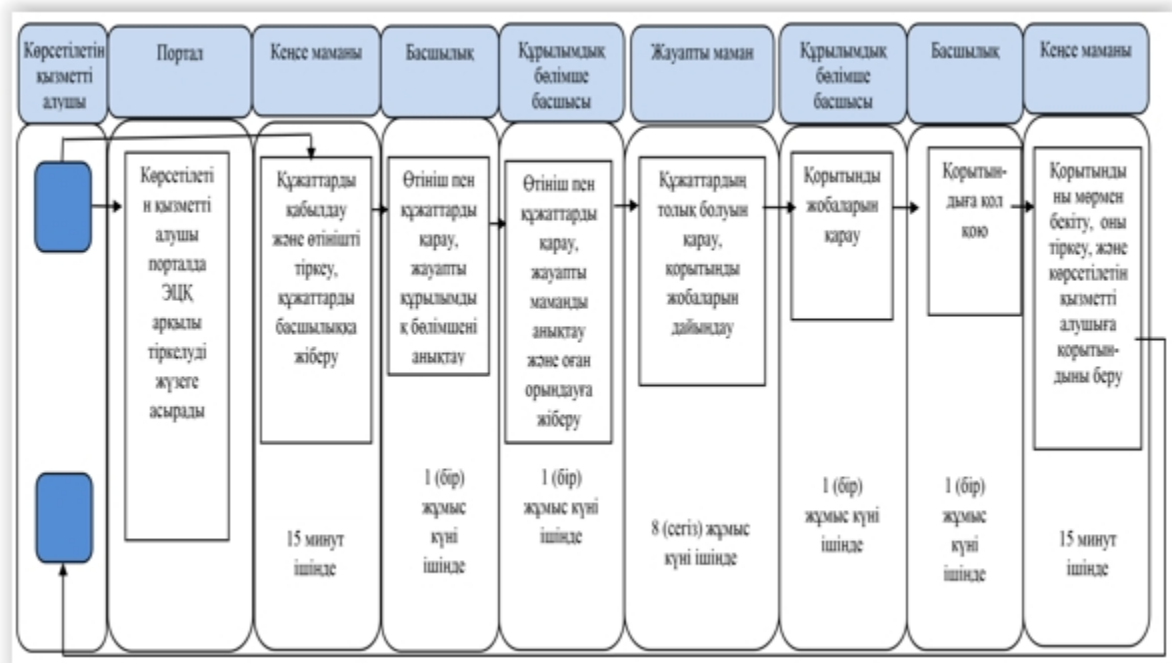 Көрсетілетін
қызметті
алушы
Портал
Кеңсе маманы
Басшылық
Құрылымдық
бөлімше
басшысы
Жауапты маман
Құрылымдық
бөлімше
басшысы
Басшылық
Кеңсе маманы
Көрсетілеті
н қызметті
алушы
порталда
ЭЦҚ
арқылы
тіркелуді
жүзеге
асырады
Құжаттарды
қабылдау
және өтінішті
тіркеу,
құжаттарды
басшылыққа
жіберу
15 минут
ішінде
Өтініш пен
құжаттарды
қарау,
жауапты
құрылымды
қ бөлімшені
анықтау
1 (бір)
жұмыс
күні
ішінде
Өтініш пен
құжаттарды
қарау,
жауапты
маманды
анықтау
және оған
орындауға
жіберу
1 (бір)
жұмыс күні
ішінде
Құжаттардың
толық болуын
қарау,
қорытынды
жобаларын
дайындау
8 (сегіз) жұмыс
күні ішінде
Қорытынды
жобаларын
қарау
1 (бір)
жұмыс күні
ішінде
Қорытын-
дыға қол
қою
1 (бір)
жұмыс
күні
ішінде
Қорытынды
ны мөрмен
бекіту, оны
тіркеу, және
көрсетілетін
қызметті
алушыға
қорытын-
дыны беру
15 минут
ішінде